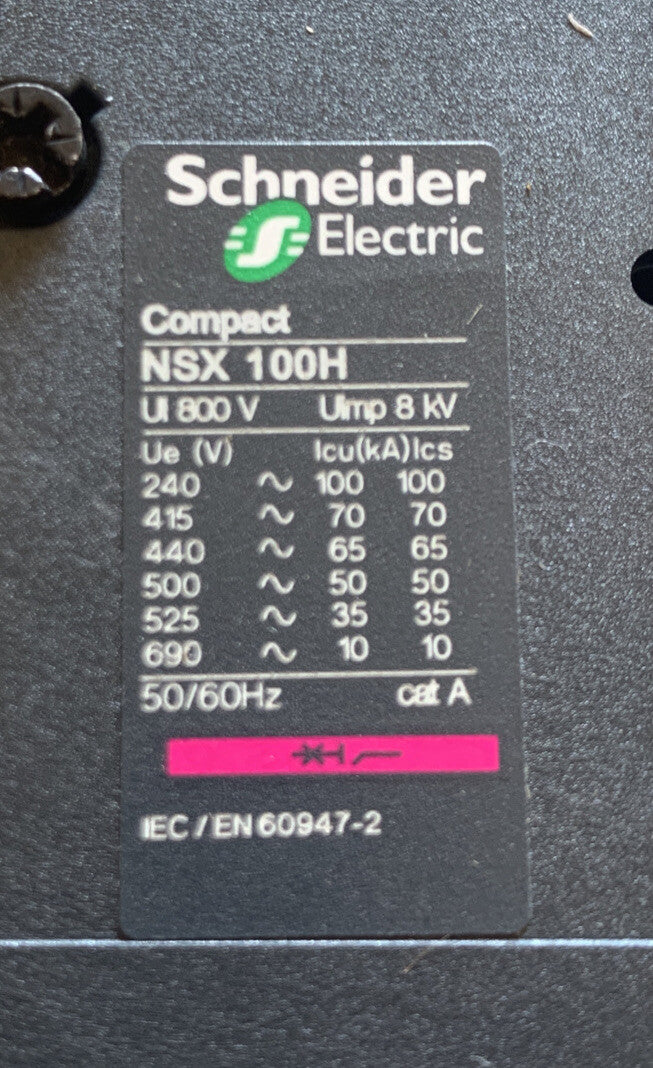 Schneider
Electric
Compact
NSX 100H
Ui 800 V Uimp 8 kV
Ue (V) Icu(kA)Ics
240 ~ 100 100
415 ~ 70 70
440 ~ 65 65
500 ~ 50 50
525 ~ 35 35
690 ~ 10 10
50/60Hz cat A
IEC / EN 60947-2